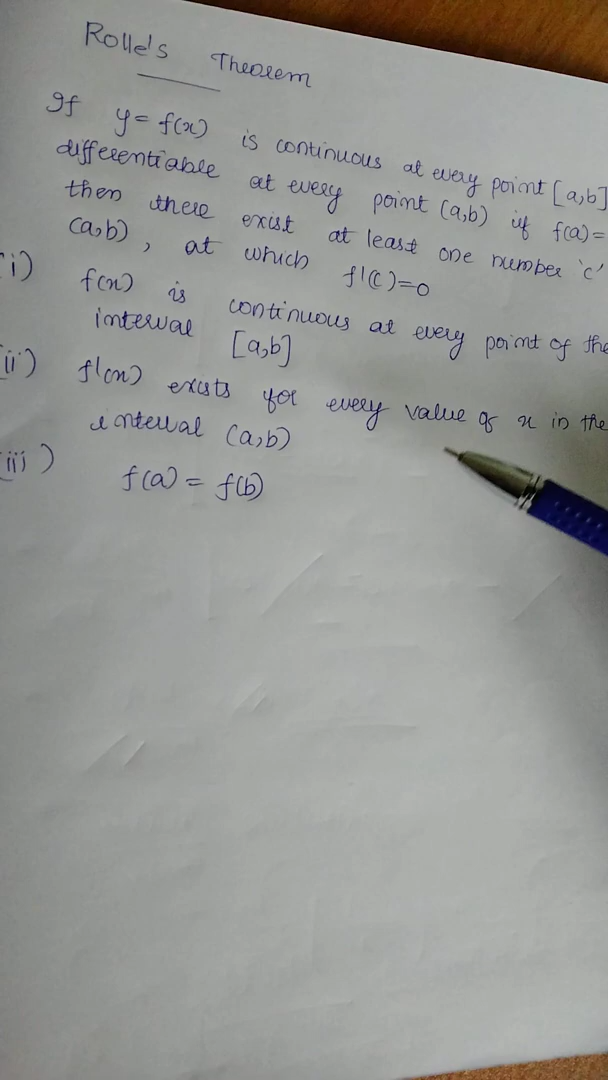 Rolle's Theorem
If y = f(x) is continuous at every point [a,b]
differentiable at every point (a,b) if f(a)=
then there exist at least one number 'c'
(a,b), at which f'(c)=0
(i) f(x) is continuous at every point of the
interval [a,b]
(ii) f'(x) exists for every value of x in the
interval (a,b)
(iii) f(a) = f(b)